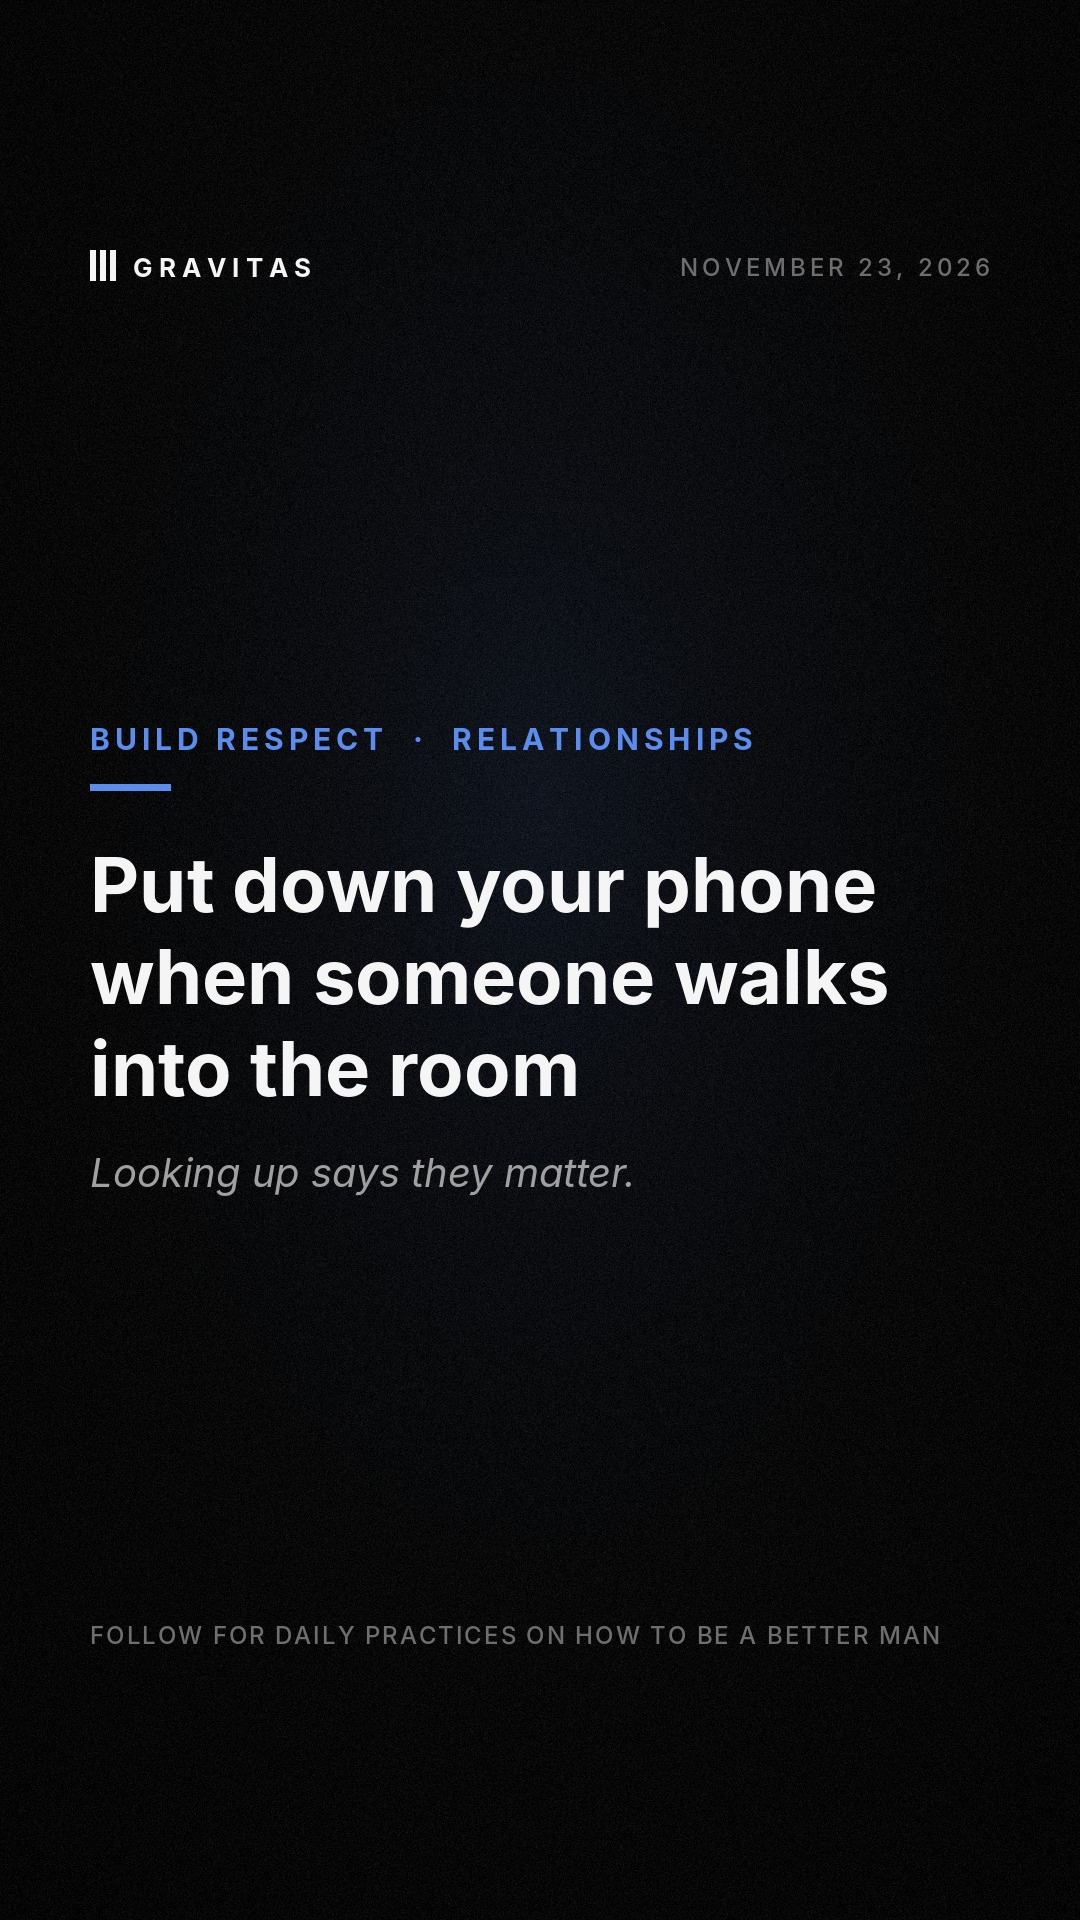 GRAVITAS
NOVEMBER 23, 2026
BUILD RESPECT · RELATIONSHIPS
Put down your phone
when someone walks
into the room
Looking up says they matter.
FOLLOW FOR DAILY PRACTICES ON HOW TO BE A BETTER MAN